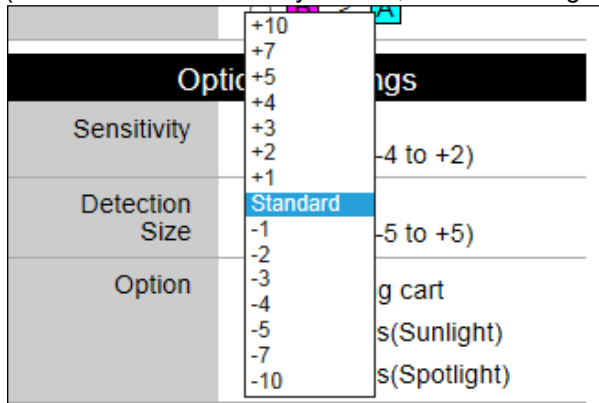 B < A
Optio ngs
Sensitivity
-4 to +2)
Detection
Size
-5 to +5)
Option
g cart
s(Sunlight)
s(Spotlight)
+10
+7
+5
+4
+3
+2
+1
Standard
-1
-2
-3
-4
-5
-7
-10